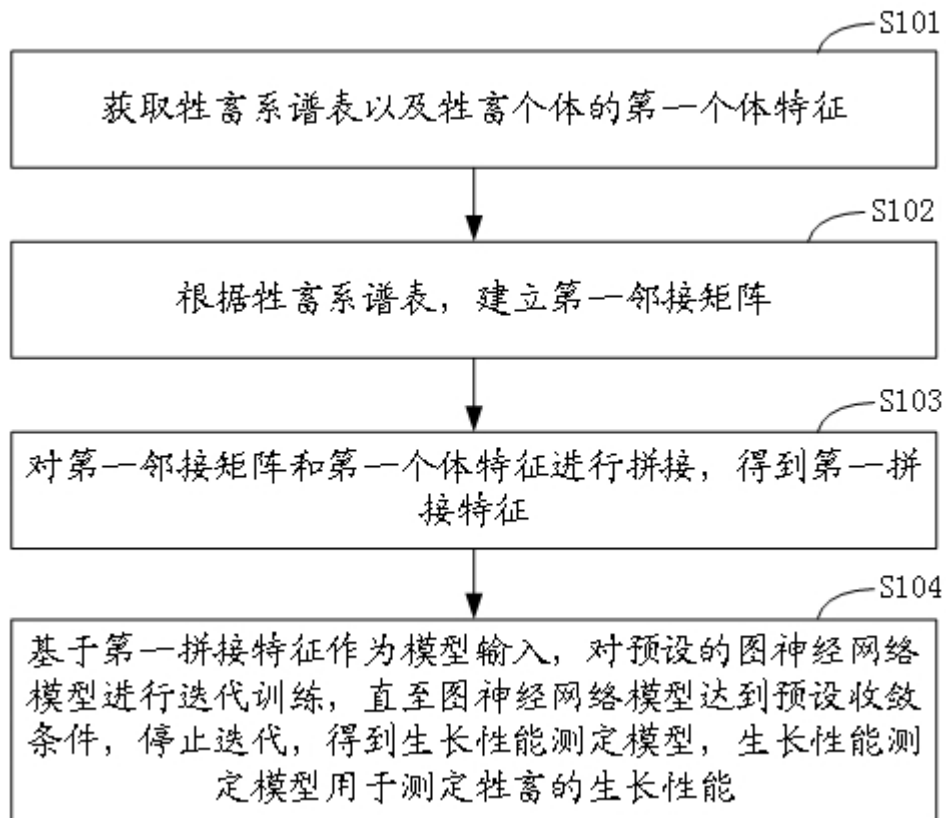 S101
获取牲畜系谱表以及牲畜个体的第一个体特征
S102
根据牲畜系谱表，建立第一邻接矩阵
S103
对第一邻接矩阵和第一个体特征进行拼接，得到第一拼
接特征
S104
基于第一拼接特征作为模型输入，对预设的图神经网络
模型进行迭代训练，直至图神经网络模型达到预设收敛
条件，停止迭代，得到生长性能测定模型，生长性能测
定模型用于测定牲畜的生长性能